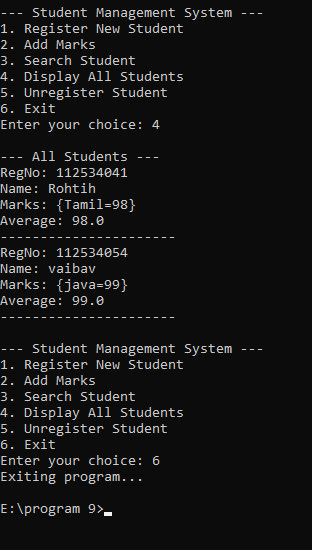 --- Student Management System ---
1. Register New Student
2. Add Marks
3. Search Student
4. Display All Students
5. Unregister Student
6. Exit
Enter your choice: 4
--- All Students ---
RegNo: 112534041
Name: Rohtih
Marks: {Tamil=98}
Average: 98.0
----------------------
RegNo: 112534054
Name: vaibav
Marks: {java=99}
Average: 99.0
----------------------
--- Student Management System ---
1. Register New Student
2. Add Marks
3. Search Student
4. Display All Students
5. Unregister Student
6. Exit
Enter your choice: 6
Exiting program...
E:\program 9>